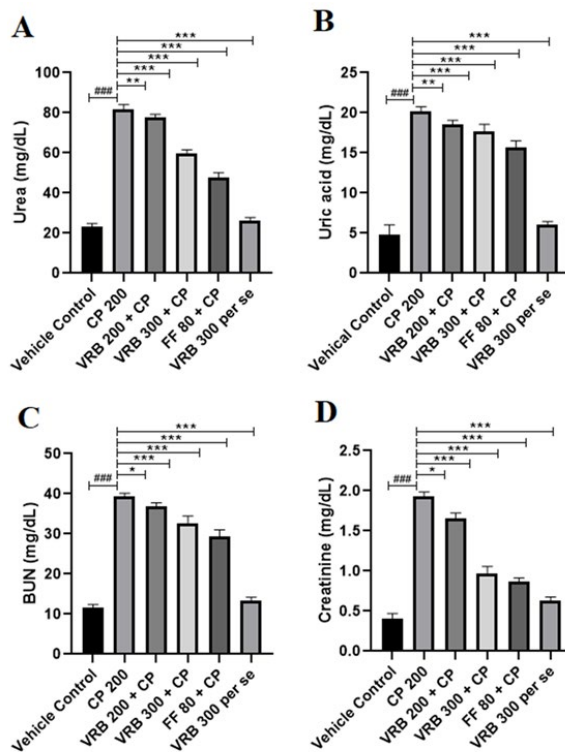 A
***
***
***
**
###
100
80
60
40
20
0
Urea (mg/dL)
Vehicle Control
CP 200
VRB 200 + CP
VRB 300 + CP
FF 80 + CP
VRB 300 per se
B
***
***
***
**
###
25
20
15
10
5
0
Uric acid (mg/dL)
Vehical Control
CP 200
VRB 200 + CP
VRB 300 + CP
FF 80 + CP
VRB 300 per se
C
***
***
***
*
###
50
40
30
20
10
0
BUN (mg/dL)
Vehicle Control
CP 200
VRB 200 + CP
VRB 300 + CP
FF 80 + CP
VRB 300 per se
D
***
***
***
*
###
2.5
2.0
1.5
1.0
0.5
0.0
Creatinine (mg/dL)
Vehicle Control
CP 200
VRB 200 + CP
VRB 300 + CP
FF 80 + CP
VRB 300 per se